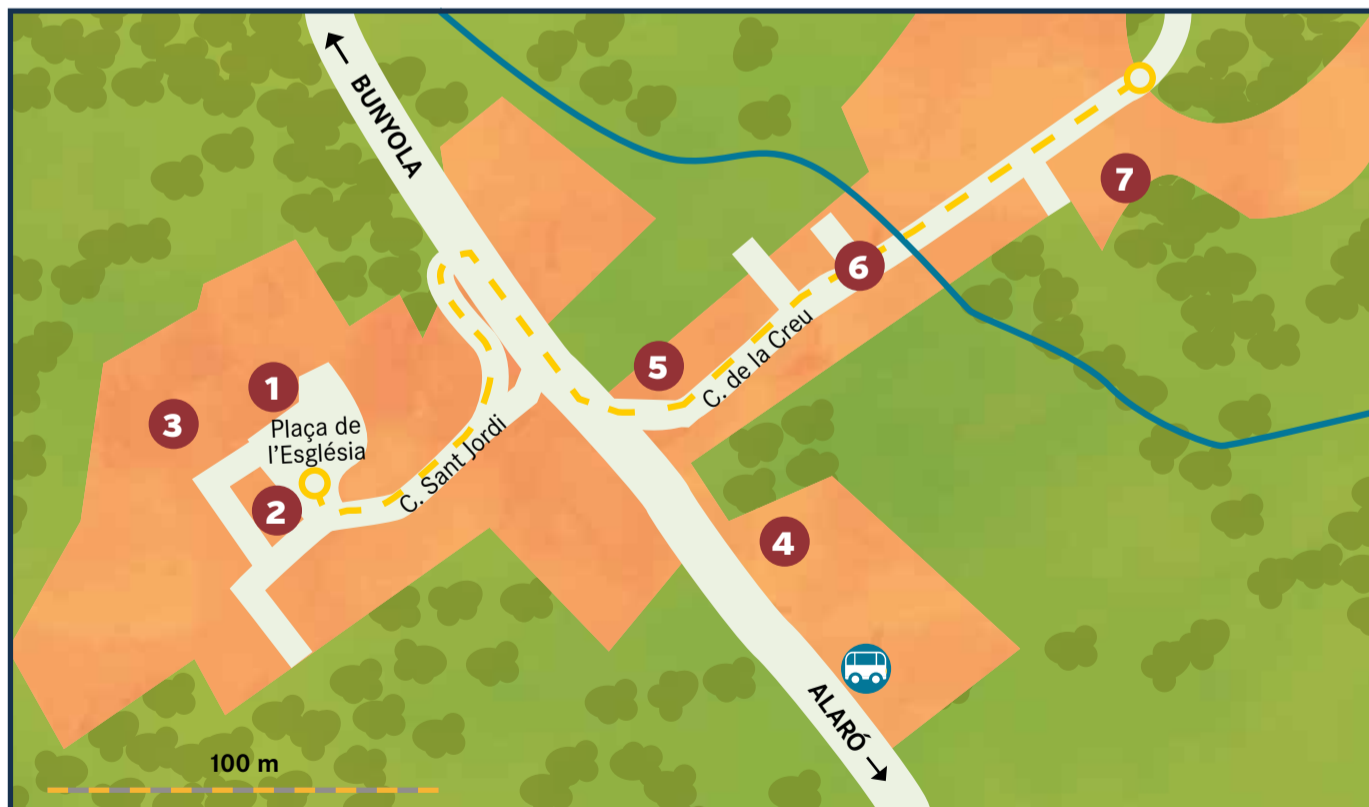 BUNYOLA
7
6
5
C. de la Creu
1
3
Plaça de
l'Església
2
C. Sant Jordi
4
ALARÓ
100 m